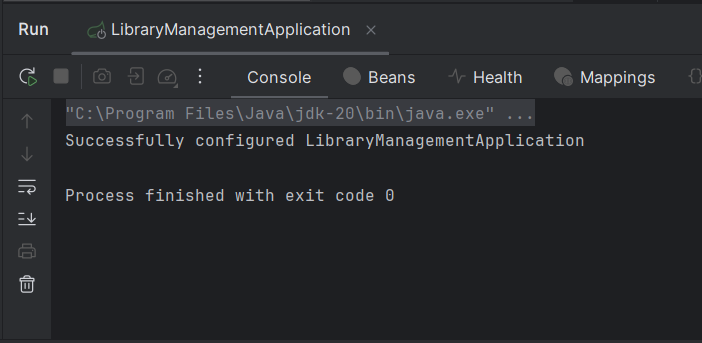 Run LibraryManagementApplication
Console Beans Health Mappings
"C:\Program Files\Java\jdk-20\bin\java.exe" ...
Successfully configured LibraryManagementApplication
Process finished with exit code 0